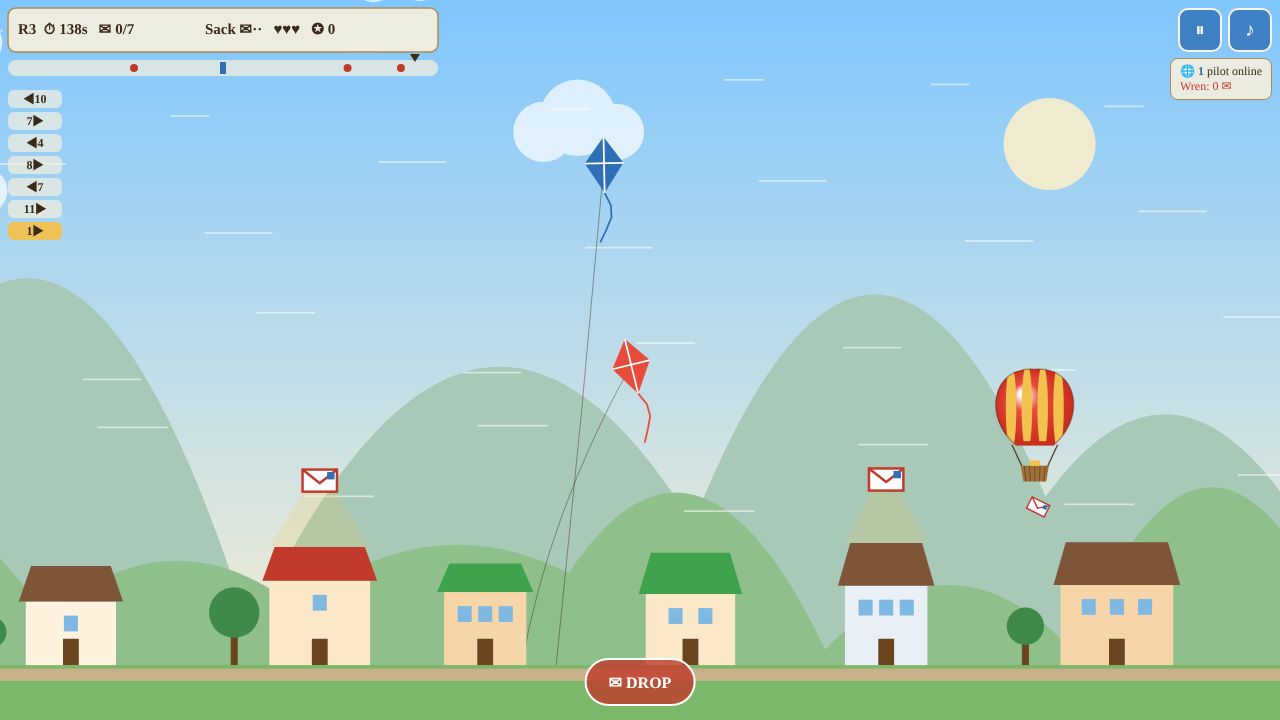 R3 ⏱ 138s ✉ 0/7 Sack ✉·· ♥♥♥ ✪ 0
◀10
7▶
◀4
8▶
◀7
11▶
1▶
⏸ ♪
🌐 1 pilot online
Wren: 0 ✉
✉ DROP